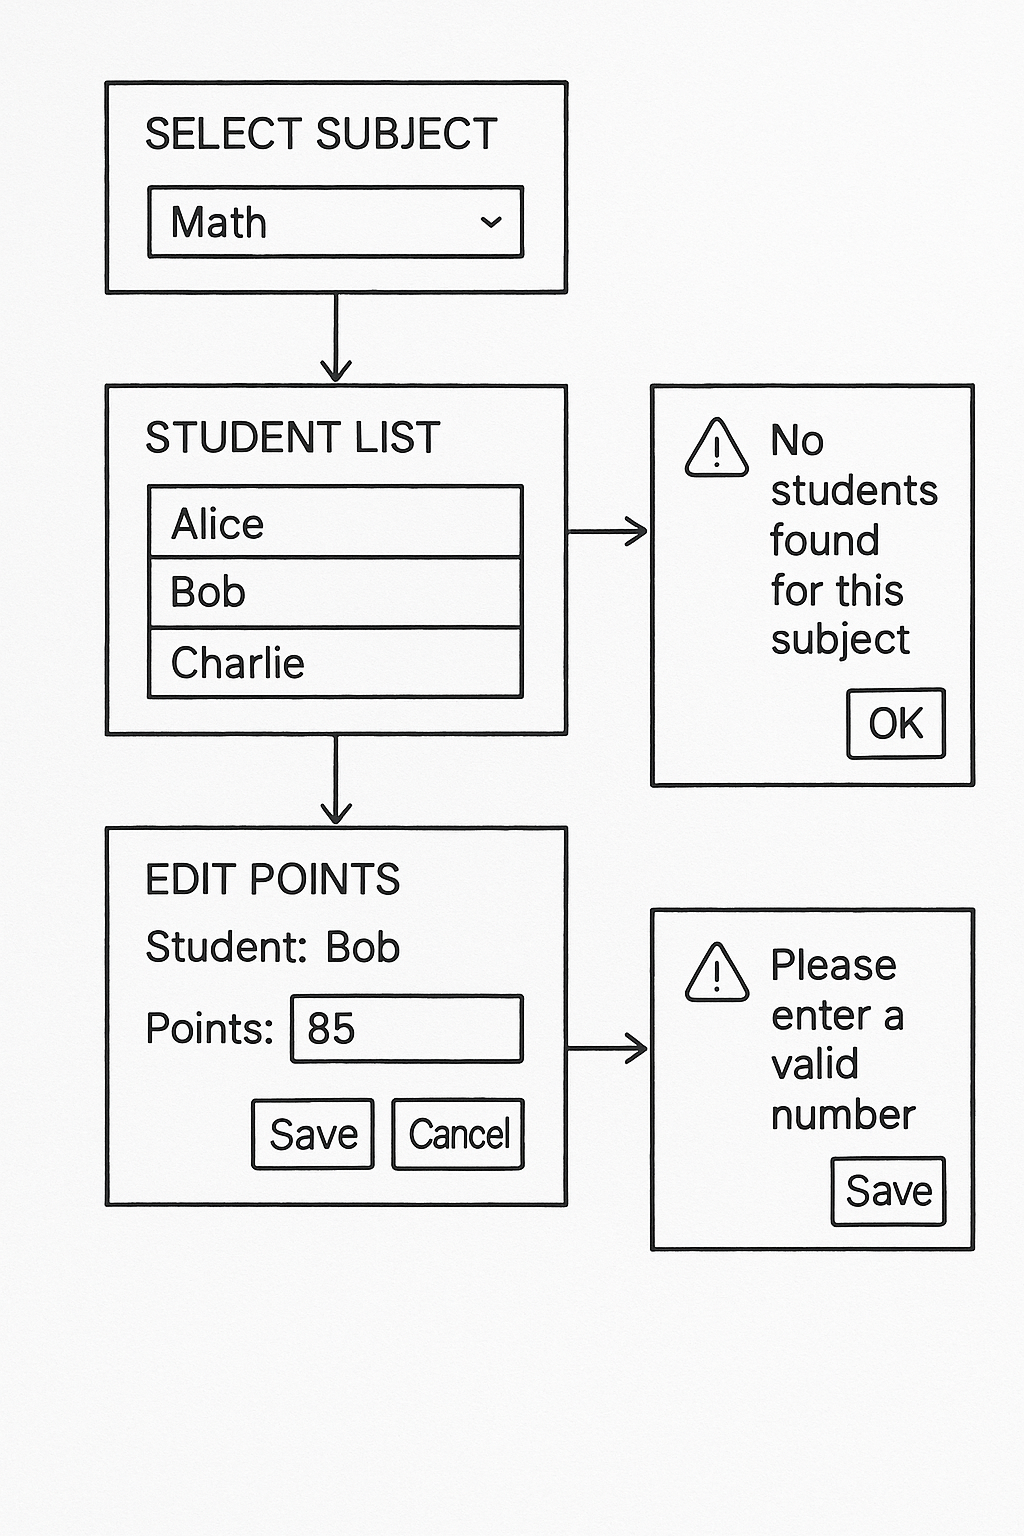 SELECT SUBJECT
Math
STUDENT LIST
Alice
Bob
Charlie
No
students
found
for this
subject
OK
EDIT POINTS
Student: Bob
Points: 85
Save Cancel
Please
enter a
valid
number
Save